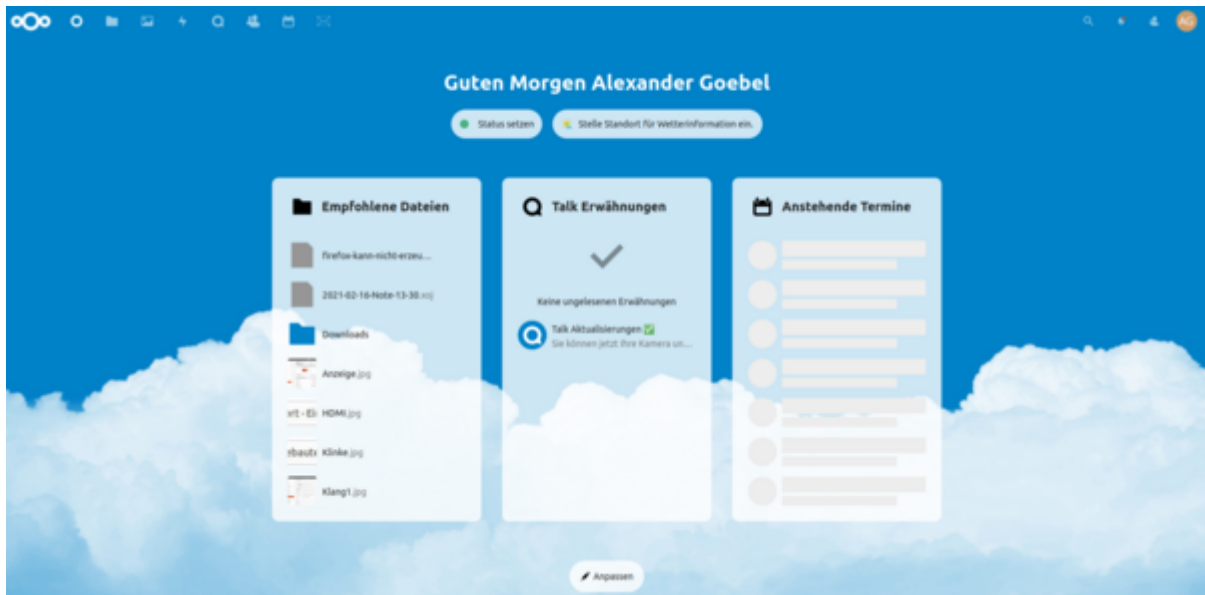 AG
Guten Morgen Alexander Goebel
Status setzen
Stelle Standort für Wetterinformation ein.
Empfohlene Dateien
firefox-kann-nicht-erzeu...
2021-02-16-Note-13-30.xoj
Downloads
Anzeige.jpg
HDMI.jpg
Klinke.jpg
Klang1.jpg
Talk Erwähnungen
Keine ungelesenen Erwähnungen
Talk Aktualisierungen ✅
Sie können jetzt Ihre Kamera un...
Anstehende Termine
Anpassen